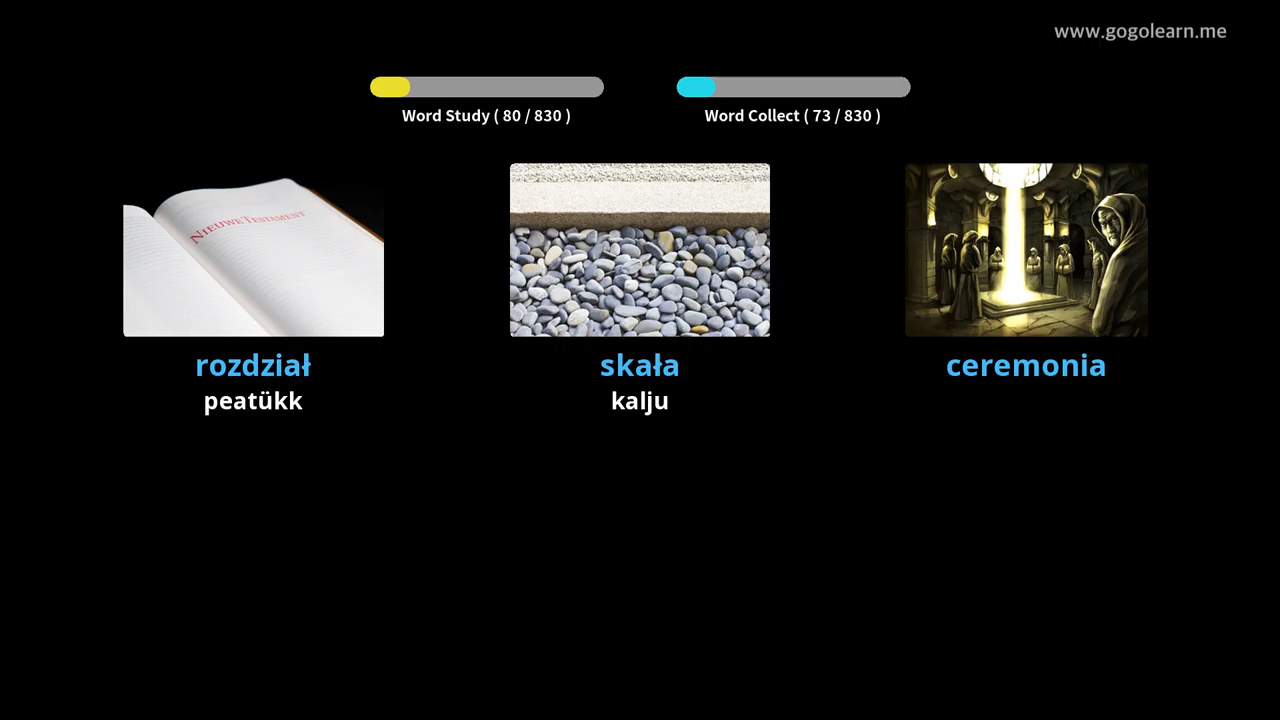 www.gogolearn.me
Word Study ( 80 / 830 )
Word Collect ( 73 / 830 )
NIEUWE TESTAMENT
rozdział
peatükk
skała
kalju
ceremonia